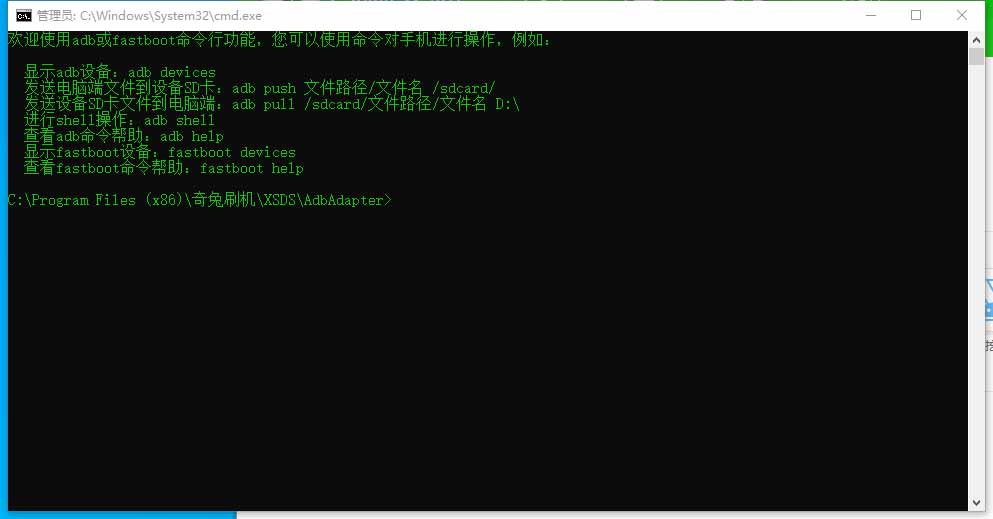 管理员: C:\Windows\System32\cmd.exe
欢迎使用adb或fastboot命令行功能，您可以使用命令对手机进行操作，例如：
显示adb设备：adb devices
发送电脑端文件到设备SD卡：adb push 文件路径/文件名 /sdcard/
发送设备SD卡文件到电脑端：adb pull /sdcard/文件路径/文件名 D:\
进行shell操作：adb shell
查看adb命令帮助：adb help
显示fastboot设备：fastboot devices
查看fastboot命令帮助：fastboot help
C:\Program Files (x86)\奇兔刷机\XSDS\AdbAdapter>